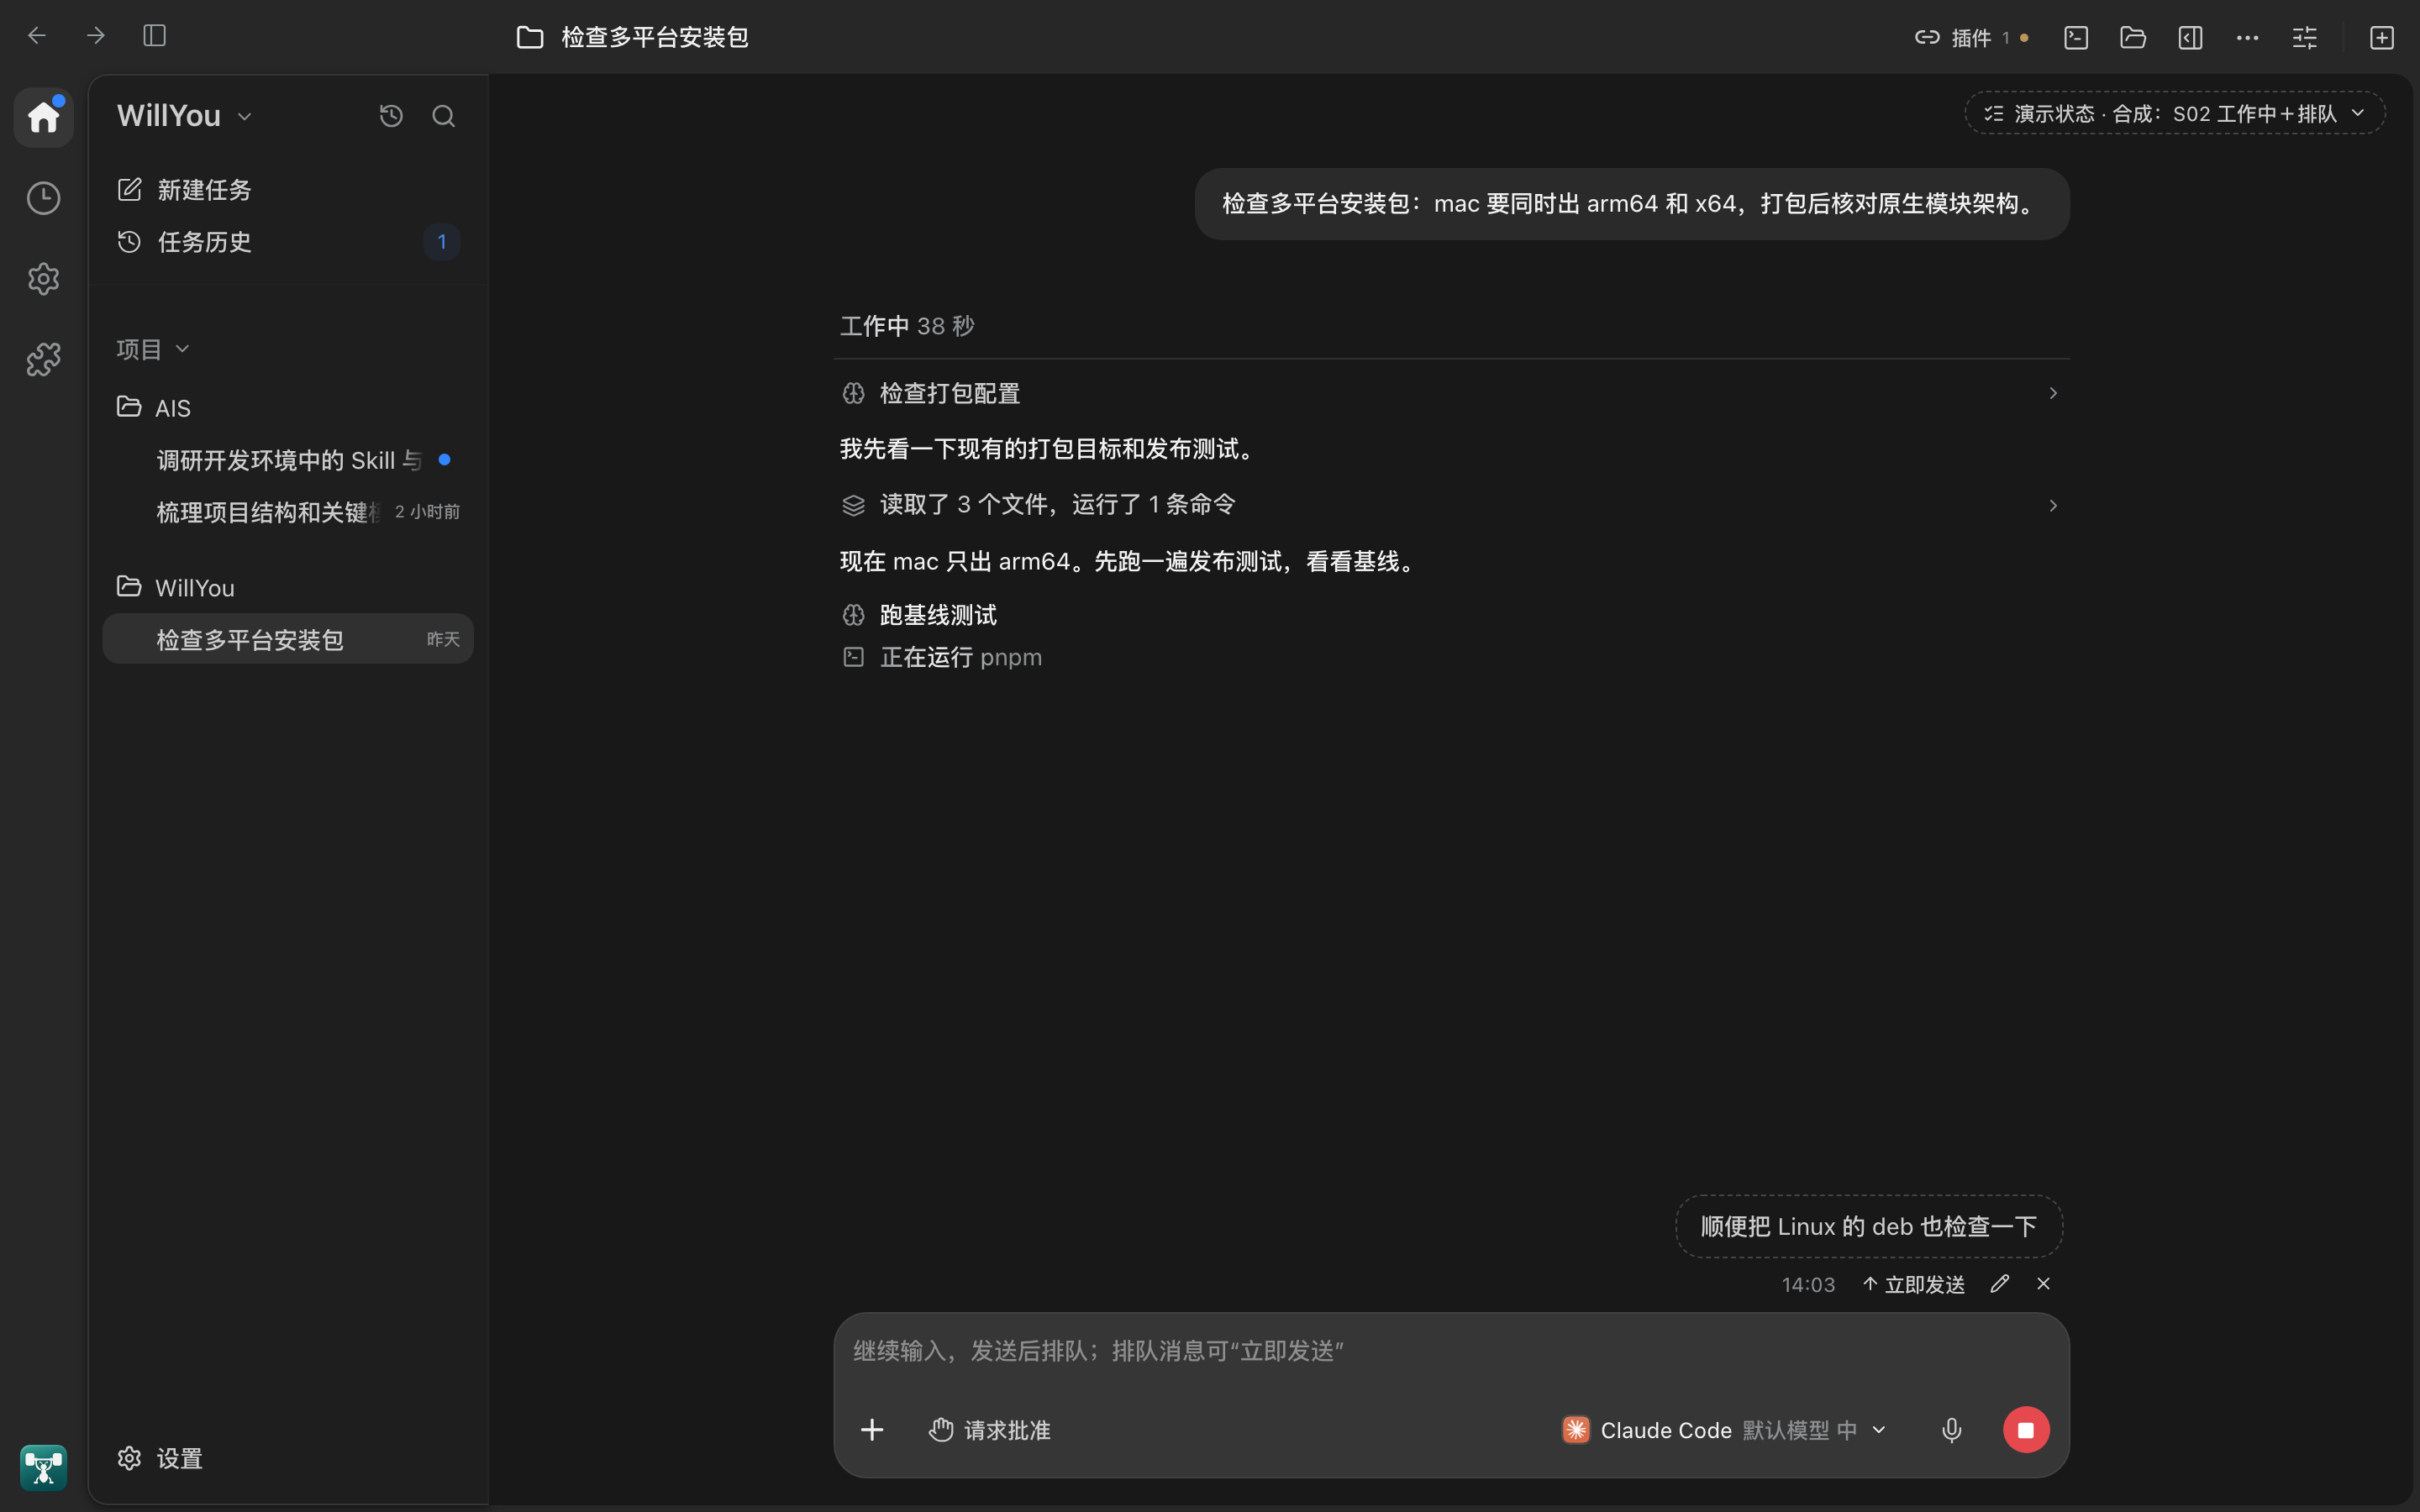 检查多平台安装包
插件 1
WillYou
演示状态 · 合成：S02 工作中＋排队
新建任务
任务历史 1
项目
AIS
调研开发环境中的 Skill 与
梳理项目结构和关键 2 小时前
WillYou
检查多平台安装包 昨天
设置
检查多平台安装包：mac 要同时出 arm64 和 x64，打包后核对原生模块架构。
工作中 38 秒
检查打包配置
我先看一下现有的打包目标和发布测试。
读取了 3 个文件，运行了 1 条命令
现在 mac 只出 arm64。先跑一遍发布测试，看看基线。
跑基线测试
正在运行 pnpm
顺便把 Linux 的 deb 也检查一下
14:03 立即发送
继续输入，发送后排队；排队消息可“立即发送”
请求批准
Claude Code 默认模型 中